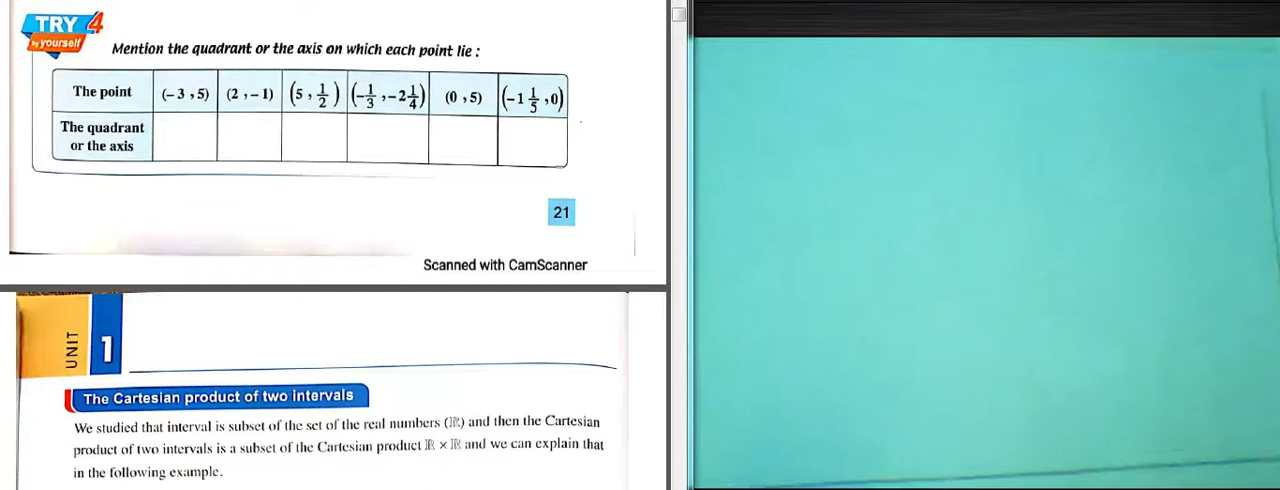 TRY 4
by yourself
Mention the quadrant or the axis on which each point lie :
The point (– 3 , 5) (2 , – 1) (5 , 1/2) (– 1/3 , – 2 1/4) (0 , 5) (– 1 1/5 , 0)
The quadrant
or the axis
21
Scanned with CamScanner
UNIT 1
The Cartesian product of two intervals
We studied that interval is subset of the set of the real numbers (ℝ) and then the Cartesian
product of two intervals is a subset of the Cartesian product ℝ × ℝ and we can explain that
in the following example.